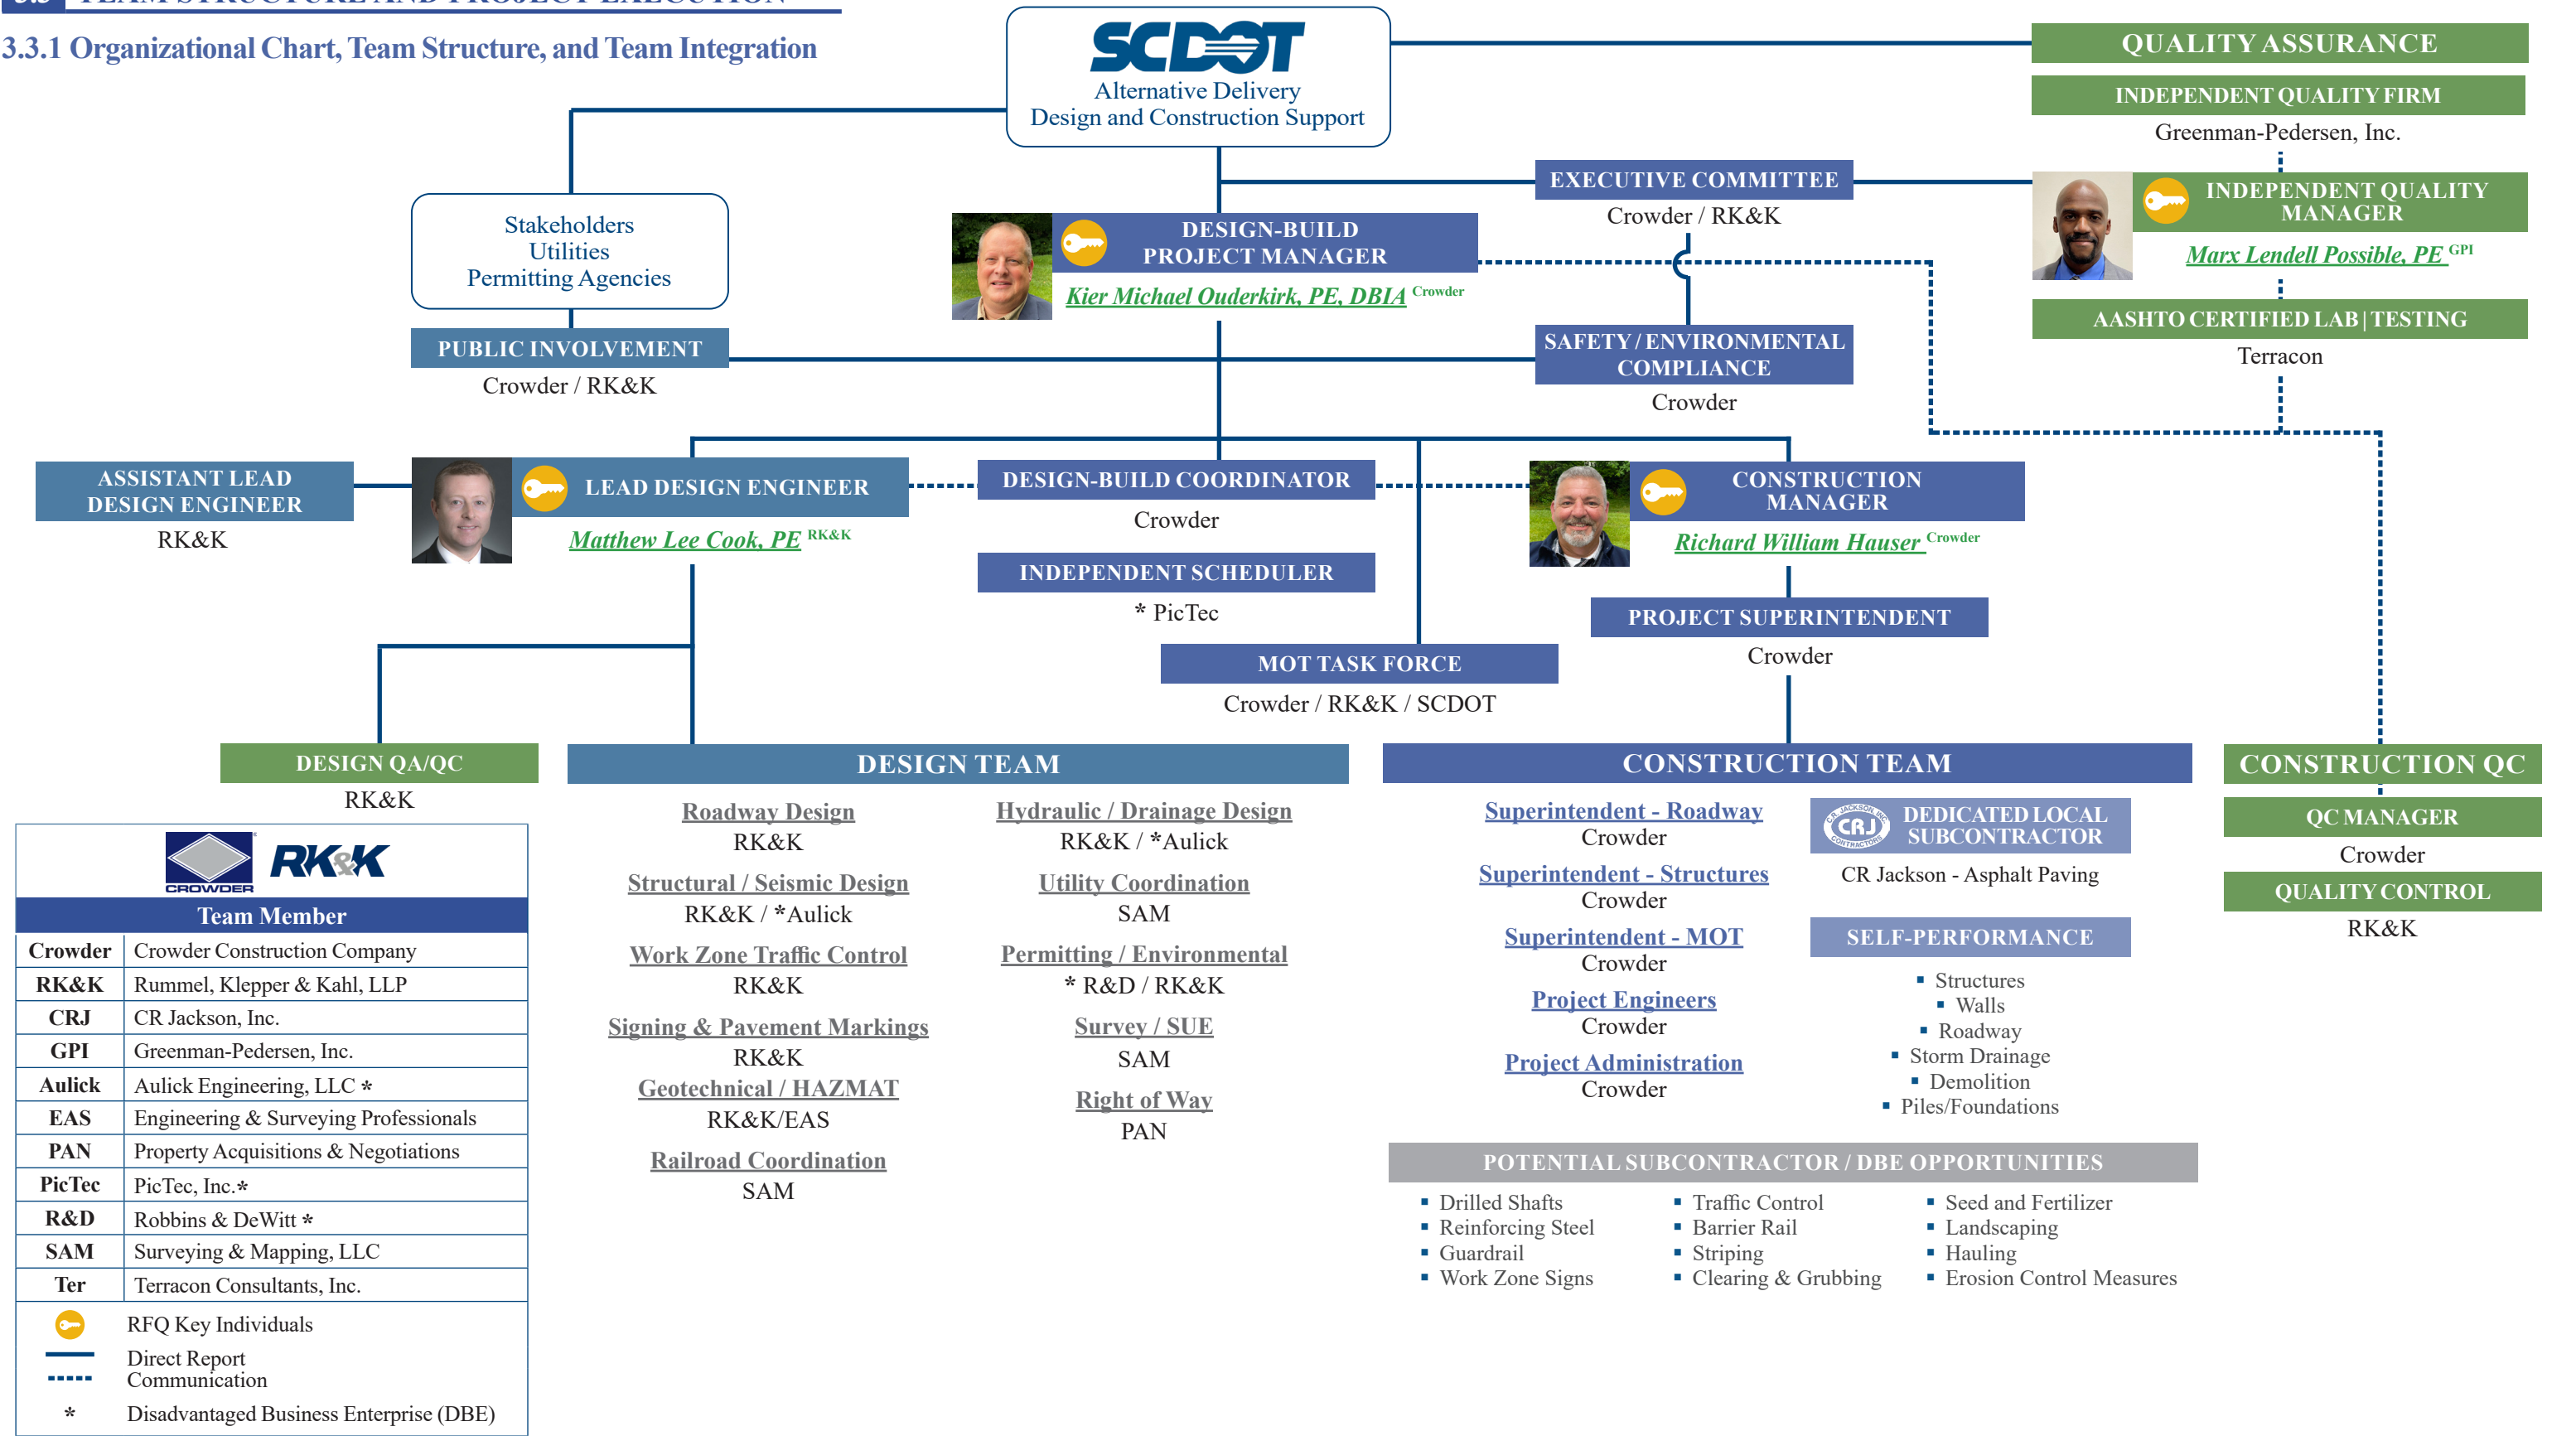 3.3 TEAM STRUCTURE AND PROJECT EXECUTION
3.3.1 Organizational Chart, Team Structure, and Team Integration
SCDOT
Alternative Delivery
Design and Construction Support
QUALITY ASSURANCE
INDEPENDENT QUALITY FIRM
Greenman-Pedersen, Inc.
INDEPENDENT QUALITY
MANAGER
Marx Lendell Possible, PE GPI
AASHTO CERTIFIED LAB | TESTING
Terracon
Stakeholders
Utilities
Permitting Agencies
PUBLIC INVOLVEMENT
Crowder / RK&K
EXECUTIVE COMMITTEE
Crowder / RK&K
DESIGN-BUILD
PROJECT MANAGER
Kier Michael Ouderkirk, PE, DBIA Crowder
SAFETY / ENVIRONMENTAL
COMPLIANCE
Crowder
ASSISTANT LEAD
DESIGN ENGINEER
RK&K
LEAD DESIGN ENGINEER
Matthew Lee Cook, PE RK&K
DESIGN-BUILD COORDINATOR
Crowder
INDEPENDENT SCHEDULER
* PicTec
CONSTRUCTION
MANAGER
Richard William Hauser Crowder
PROJECT SUPERINTENDENT
Crowder
MOT TASK FORCE
Crowder / RK&K / SCDOT
DESIGN QA/QC
RK&K
DESIGN TEAM
Roadway Design
RK&K
Structural / Seismic Design
RK&K / *Aulick
Work Zone Traffic Control
RK&K
Signing & Pavement Markings
RK&K
Geotechnical / HAZMAT
RK&K/EAS
Railroad Coordination
SAM
Hydraulic / Drainage Design
RK&K / *Aulick
Utility Coordination
SAM
Permitting / Environmental
* R&D / RK&K
Survey / SUE
SAM
Right of Way
PAN
CONSTRUCTION TEAM
Superintendent - Roadway
Crowder
Superintendent - Structures
Crowder
Superintendent - MOT
Crowder
Project Engineers
Crowder
Project Administration
Crowder
C.R. JACKSON, INC.
CRJ
CONTRACTORS
DEDICATED LOCAL
SUBCONTRACTOR
CR Jackson - Asphalt Paving
SELF-PERFORMANCE
▪ Structures
▪ Walls
▪ Roadway
▪ Storm Drainage
▪ Demolition
▪ Piles/Foundations
POTENTIAL SUBCONTRACTOR / DBE OPPORTUNITIES
▪ Drilled Shafts
▪ Reinforcing Steel
▪ Guardrail
▪ Work Zone Signs
▪ Traffic Control
▪ Barrier Rail
▪ Striping
▪ Clearing & Grubbing
▪ Seed and Fertilizer
▪ Landscaping
▪ Hauling
▪ Erosion Control Measures
CONSTRUCTION QC
QC MANAGER
Crowder
QUALITY CONTROL
RK&K
CROWDER
RK&K
Team Member
Crowder Crowder Construction Company
RK&K Rummel, Klepper & Kahl, LLP
CRJ CR Jackson, Inc.
GPI Greenman-Pedersen, Inc.
Aulick Aulick Engineering, LLC *
EAS Engineering & Surveying Professionals
PAN Property Acquisitions & Negotiations
PicTec PicTec, Inc.*
R&D Robbins & DeWitt *
SAM Surveying & Mapping, LLC
Ter Terracon Consultants, Inc.
RFQ Key Individuals
Direct Report
Communication
* Disadvantaged Business Enterprise (DBE)